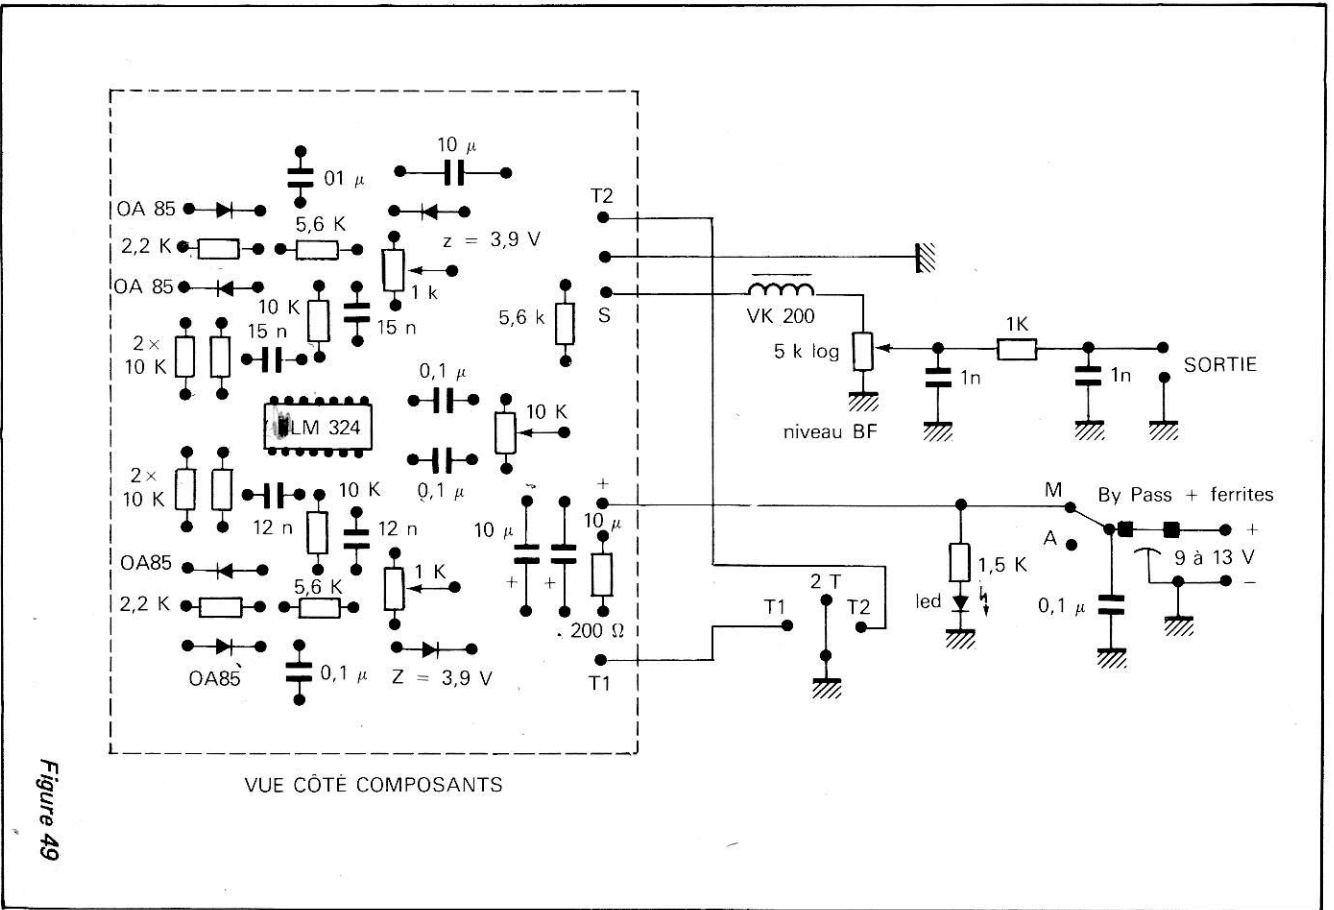 10 µ
01 µ
OA 85
T2
5,6 K
2,2 K
z = 3,9 V
OA 85
1 k
10 K
15 n
15 n
5,6 k
S
VK 200
1K
2×
10 K
5 k log
1n
1n
SORTIE
0,1 µ
10 K
LM 324
niveau BF
2×
10 K
10 K
0,1 µ
+
M
By Pass + ferrites
12 n
12 n
10 µ
10 µ
+
A
9 à 13 V
OA85
1 K
+
+
1,5 K
–
2,2 K
5,6 K
2 T
T1
T2
led
0,1 µ
200 Ω
OA85
0,1 µ
Z = 3,9 V
T1
VUE CÔTÉ COMPOSANTS
Figure 49